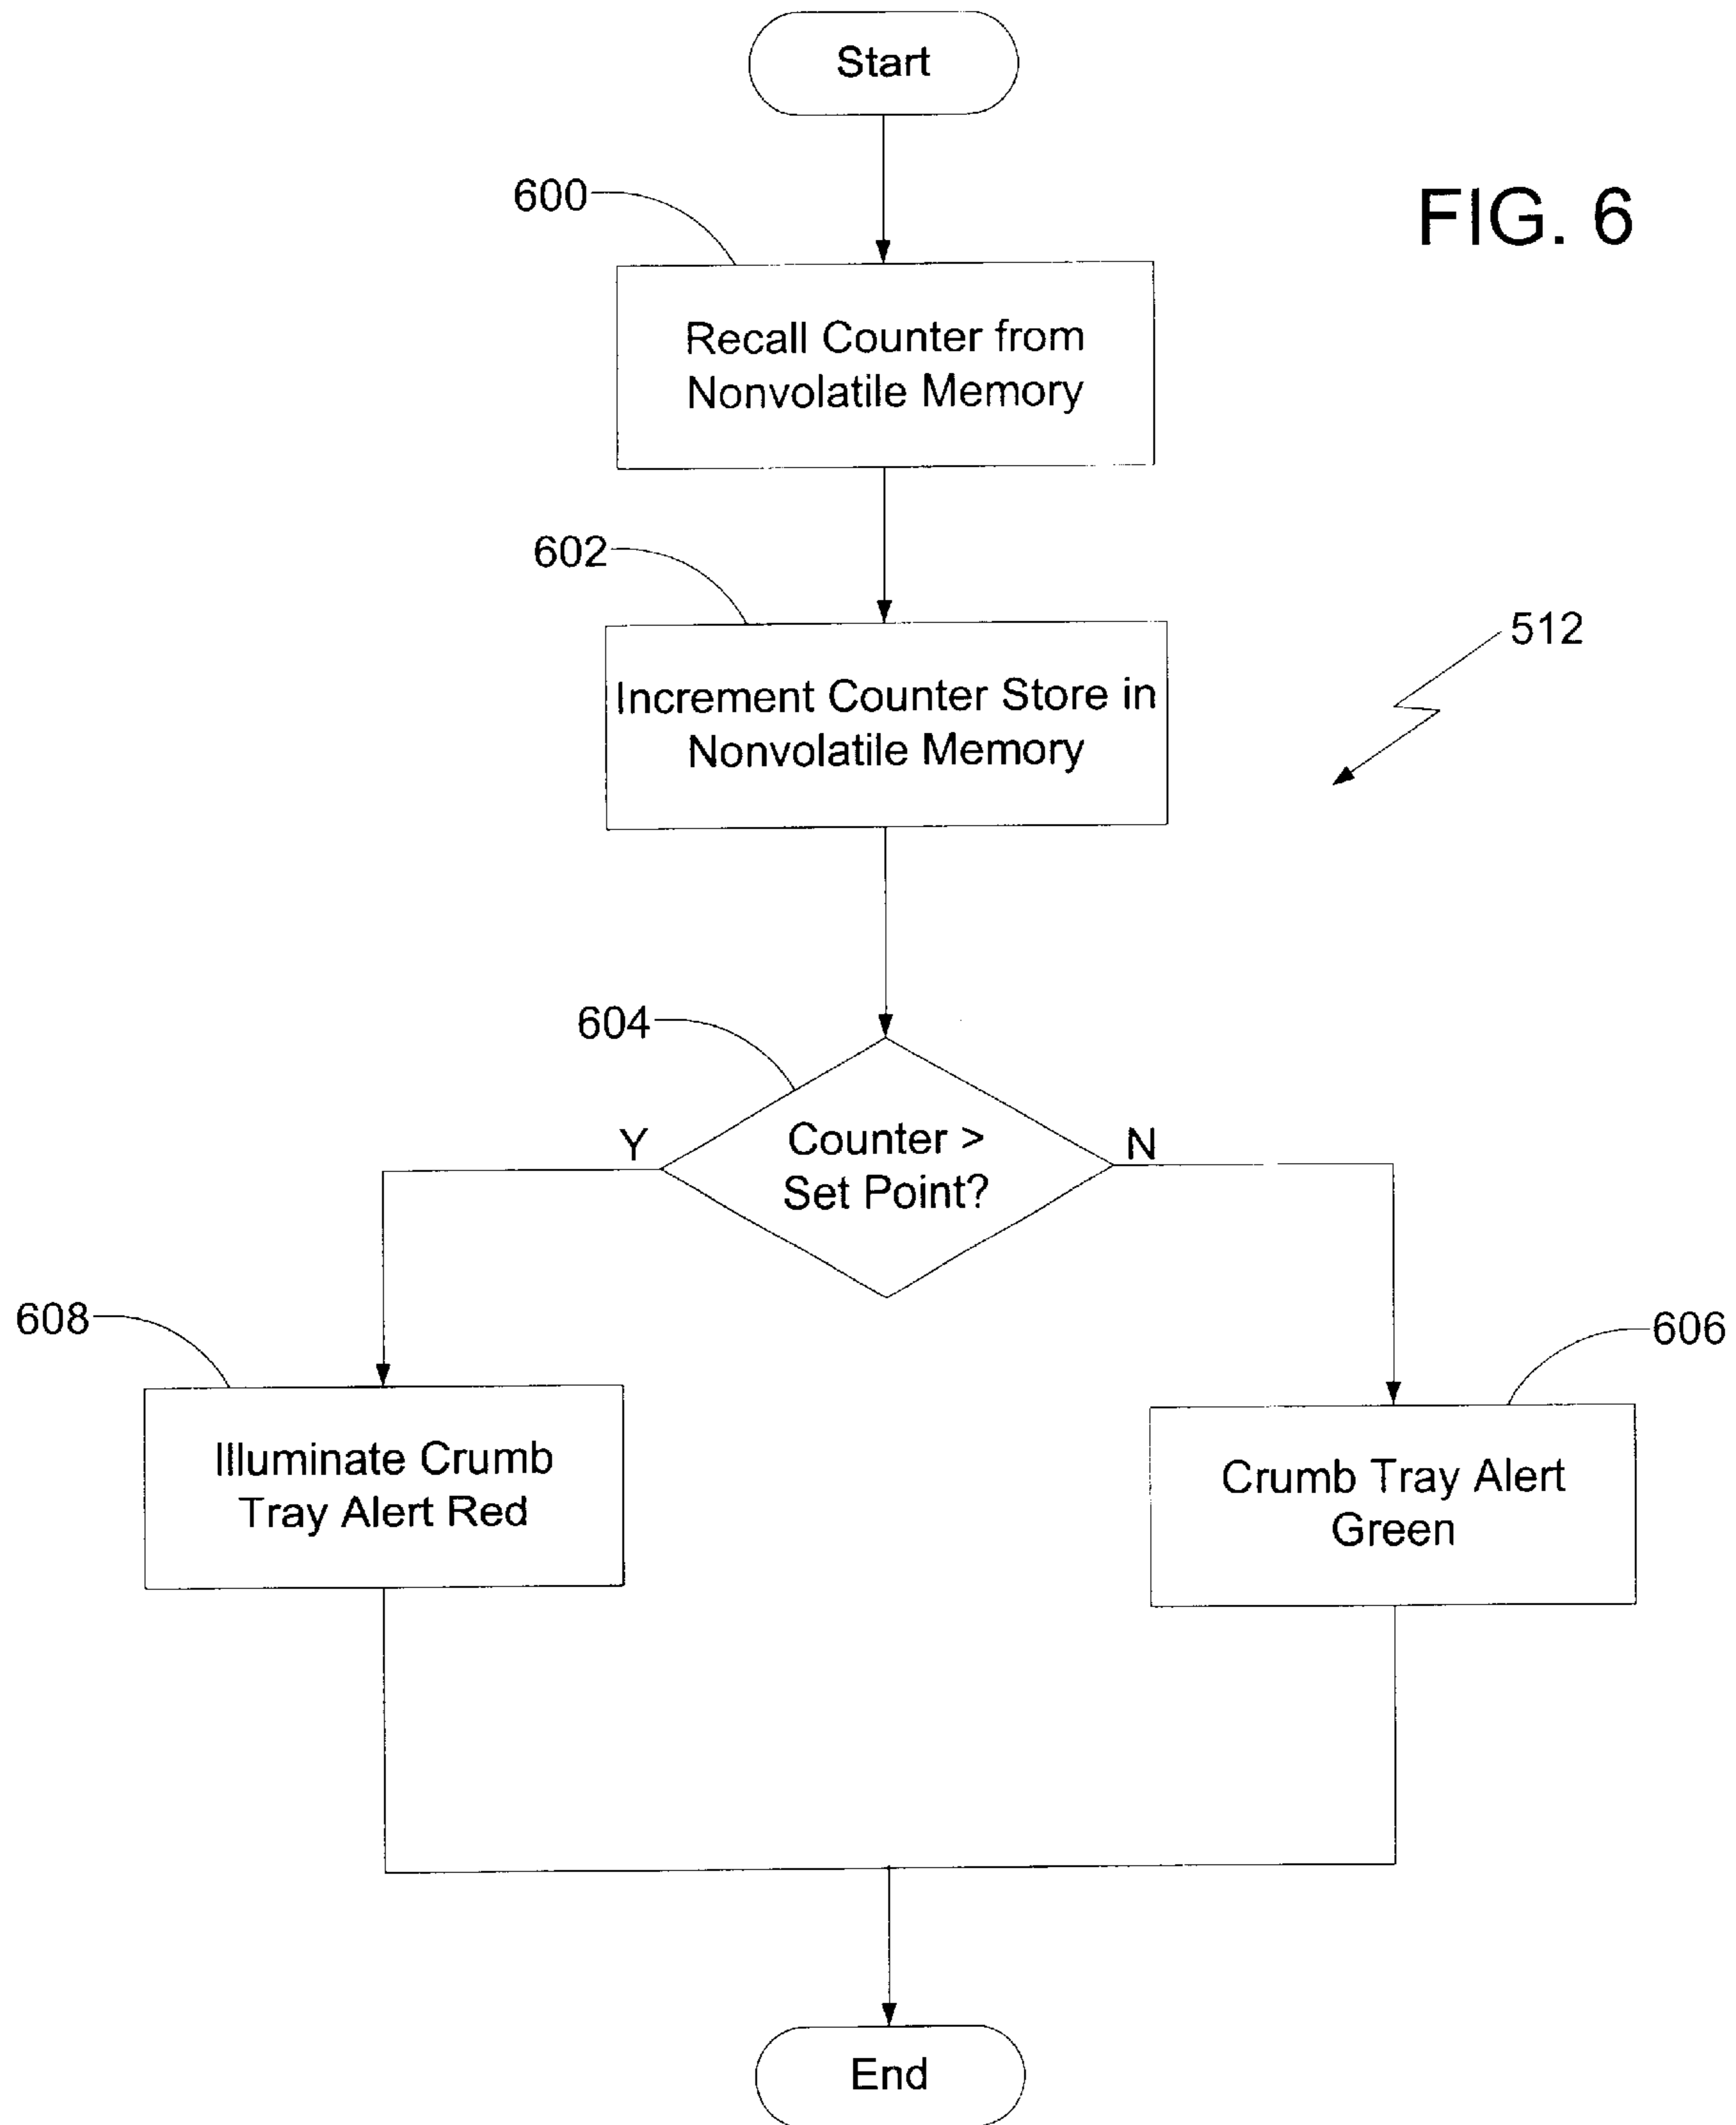 Start
600
FIG. 6
Recall Counter from
Nonvolatile Memory
602
512
Increment Counter Store in
Nonvolatile Memory
604
Y
Counter >
Set Point?
N
608
606
Illuminate Crumb
Tray Alert Red
Crumb Tray Alert
Green
End